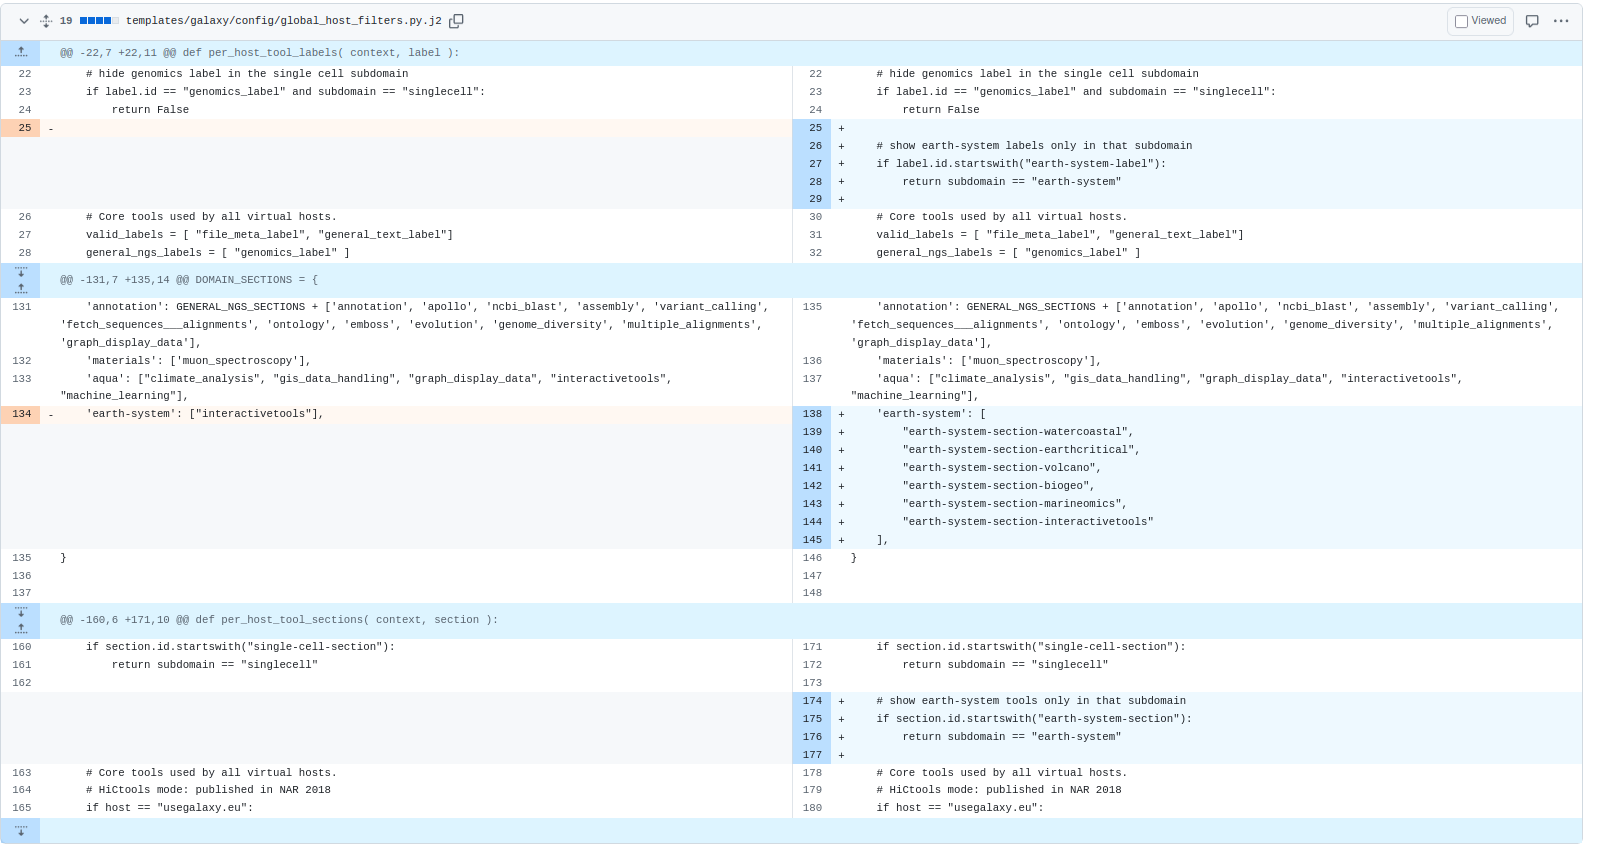 19 templates/galaxy/config/global_host_filters.py.j2 Viewed
@@ -22,7 +22,11 @@ def per_host_tool_labels( context, label ):
22 # hide genomics label in the single cell subdomain 22 # hide genomics label in the single cell subdomain
23 if label.id == "genomics_label" and subdomain == "singlecell": 23 if label.id == "genomics_label" and subdomain == "singlecell":
24 return False 24 return False
25 - 25 +
26 + # show earth-system labels only in that subdomain
27 + if label.id.startswith("earth-system-label"):
28 + return subdomain == "earth-system"
29 +
26 # Core tools used by all virtual hosts. 30 # Core tools used by all virtual hosts.
27 valid_labels = [ "file_meta_label", "general_text_label"] 31 valid_labels = [ "file_meta_label", "general_text_label"]
28 general_ngs_labels = [ "genomics_label" ] 32 general_ngs_labels = [ "genomics_label" ]
@@ -131,7 +135,14 @@ DOMAIN_SECTIONS = {
131 'annotation': GENERAL_NGS_SECTIONS + ['annotation', 'apollo', 'ncbi_blast', 'assembly', 'variant_calling', 135 'annotation': GENERAL_NGS_SECTIONS + ['annotation', 'apollo', 'ncbi_blast', 'assembly', 'variant_calling',
'fetch_sequences___alignments', 'ontology', 'emboss', 'evolution', 'genome_diversity', 'multiple_alignments', 'fetch_sequences___alignments', 'ontology', 'emboss', 'evolution', 'genome_diversity', 'multiple_alignments',
'graph_display_data'], 'graph_display_data'],
132 'materials': ['muon_spectroscopy'], 136 'materials': ['muon_spectroscopy'],
133 'aqua': ["climate_analysis", "gis_data_handling", "graph_display_data", "interactivetools", 137 'aqua': ["climate_analysis", "gis_data_handling", "graph_display_data", "interactivetools",
"machine_learning"], "machine_learning"],
134 - 'earth-system': ["interactivetools"], 138 + 'earth-system': [
139 + "earth-system-section-watercoastal",
140 + "earth-system-section-earthcritical",
141 + "earth-system-section-volcano",
142 + "earth-system-section-biogeo",
143 + "earth-system-section-marineomics",
144 + "earth-system-section-interactivetools"
145 + ],
135 } 146 }
136 147
137 148
@@ -160,6 +171,10 @@ def per_host_tool_sections( context, section ):
160 if section.id.startswith("single-cell-section"): 171 if section.id.startswith("single-cell-section"):
161 return subdomain == "singlecell" 172 return subdomain == "singlecell"
162 173
174 + # show earth-system tools only in that subdomain
175 + if section.id.startswith("earth-system-section"):
176 + return subdomain == "earth-system"
177 +
163 # Core tools used by all virtual hosts. 178 # Core tools used by all virtual hosts.
164 # HiCtools mode: published in NAR 2018 179 # HiCtools mode: published in NAR 2018
165 if host == "usegalaxy.eu": 180 if host == "usegalaxy.eu":